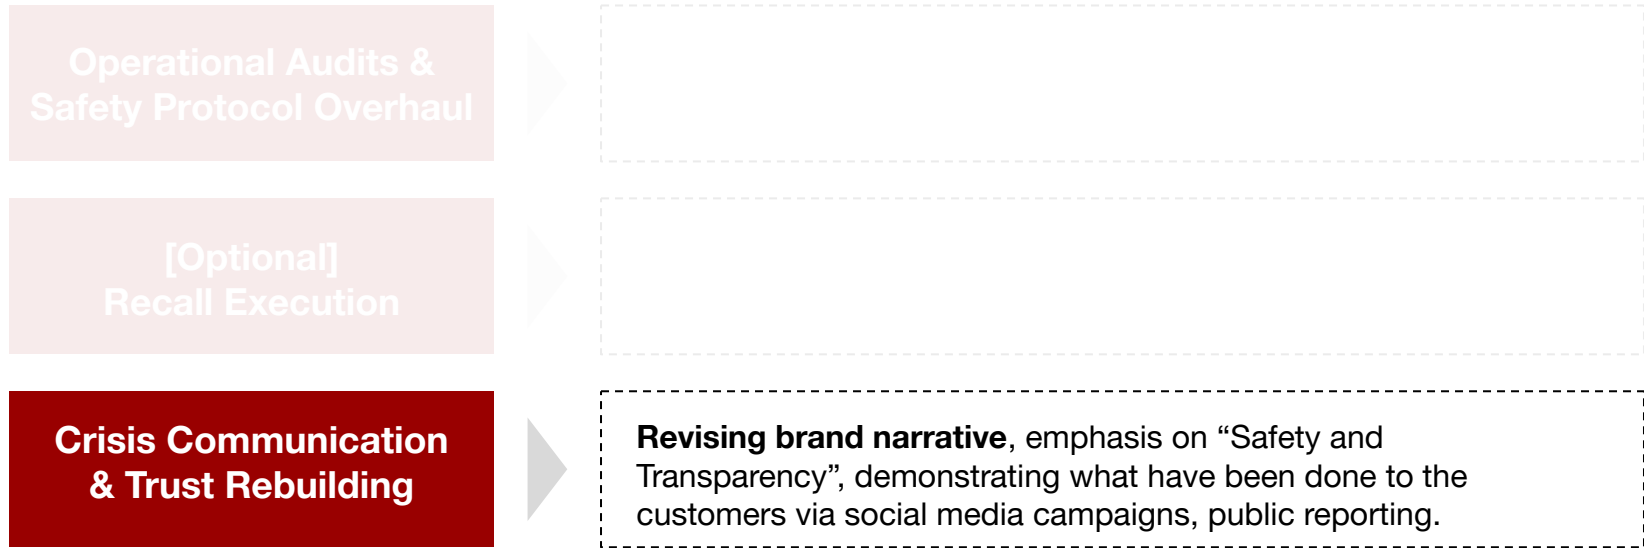 Operational Audits &
Safety Protocol Overhaul
[Optional]
Recall Execution
Crisis Communication
& Trust Rebuilding
Revising brand narrative, emphasis on “Safety and
Transparency”, demonstrating what have been done to the
customers via social media campaigns, public reporting.